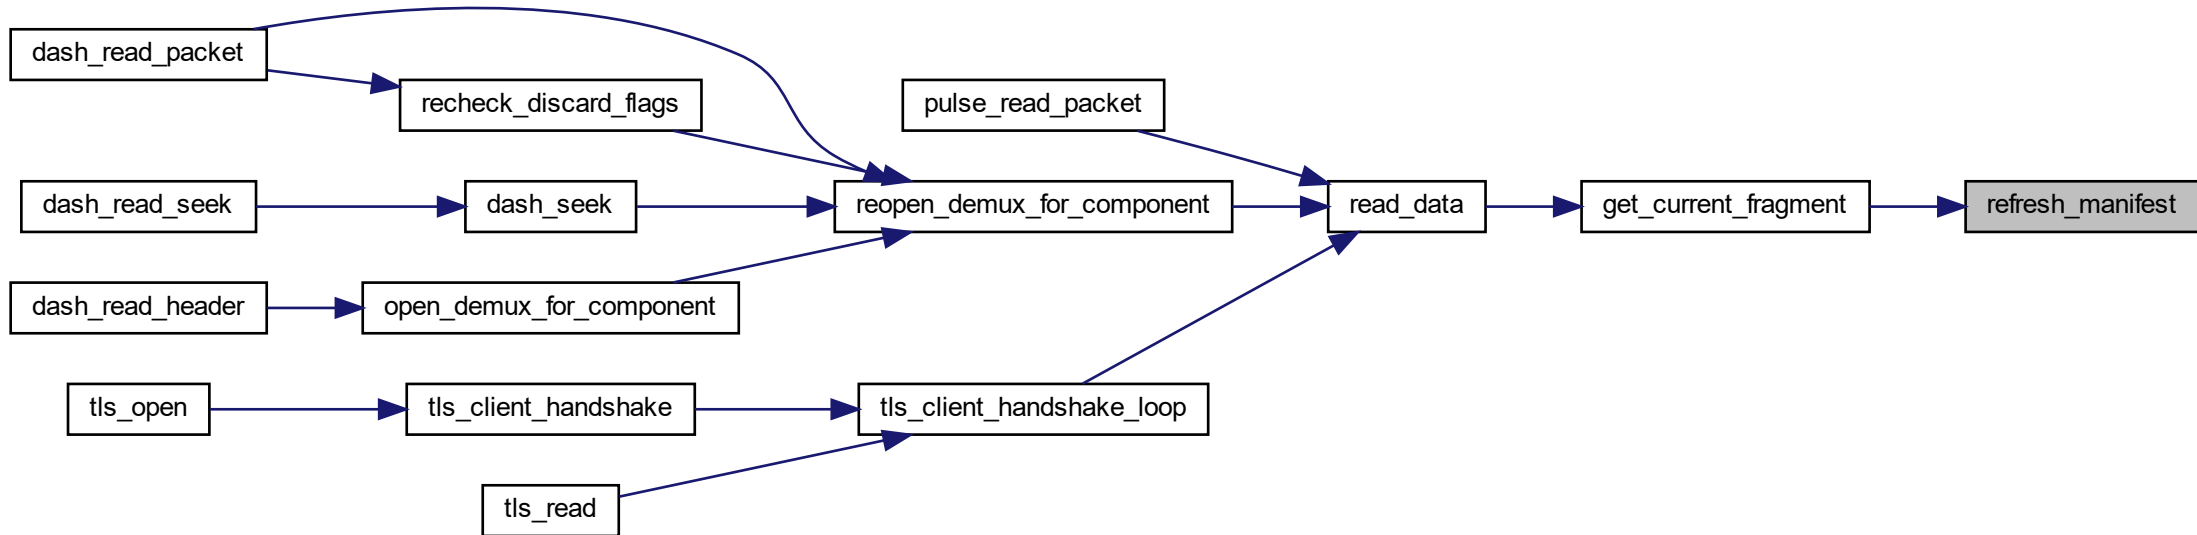 dash_read_packet
recheck_discard_flags
pulse_read_packet
dash_read_seek
dash_seek
reopen_demux_for_component
read_data
get_current_fragment
refresh_manifest
dash_read_header
open_demux_for_component
tls_open
tls_client_handshake
tls_client_handshake_loop
tls_read